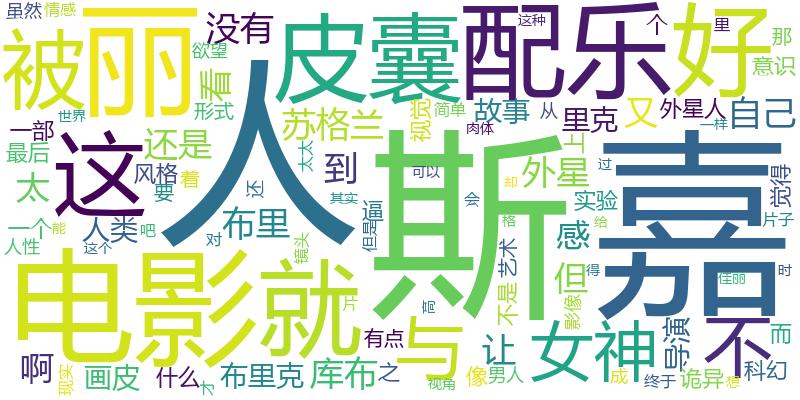 虽然
情感
没有
皮囊
配乐
这种
个
里
好
那
被
丽
欲望
看
形式
意识
世界
人
苏格兰
视觉
简单
故事
从
外星人
自己
一部
这
还是
肉体
里克
又
一样
最后
太
风格
要
着
太太
到
斯
嘉
可以
外星
上
过
觉得
还
其实
会
却
实验
一个
人类
吧
对
布里
但是
逼
格
给
片子
人性
能
这个
镜头
艺术
感
电影
就
片
高
不是
但
影像
得
佳丽
时
与
有点
让
女神
导演
不
而
啊
现实
画皮
什么
才
布里克
库布
之
视角
像
男人
成
终于
诡异
想
科幻